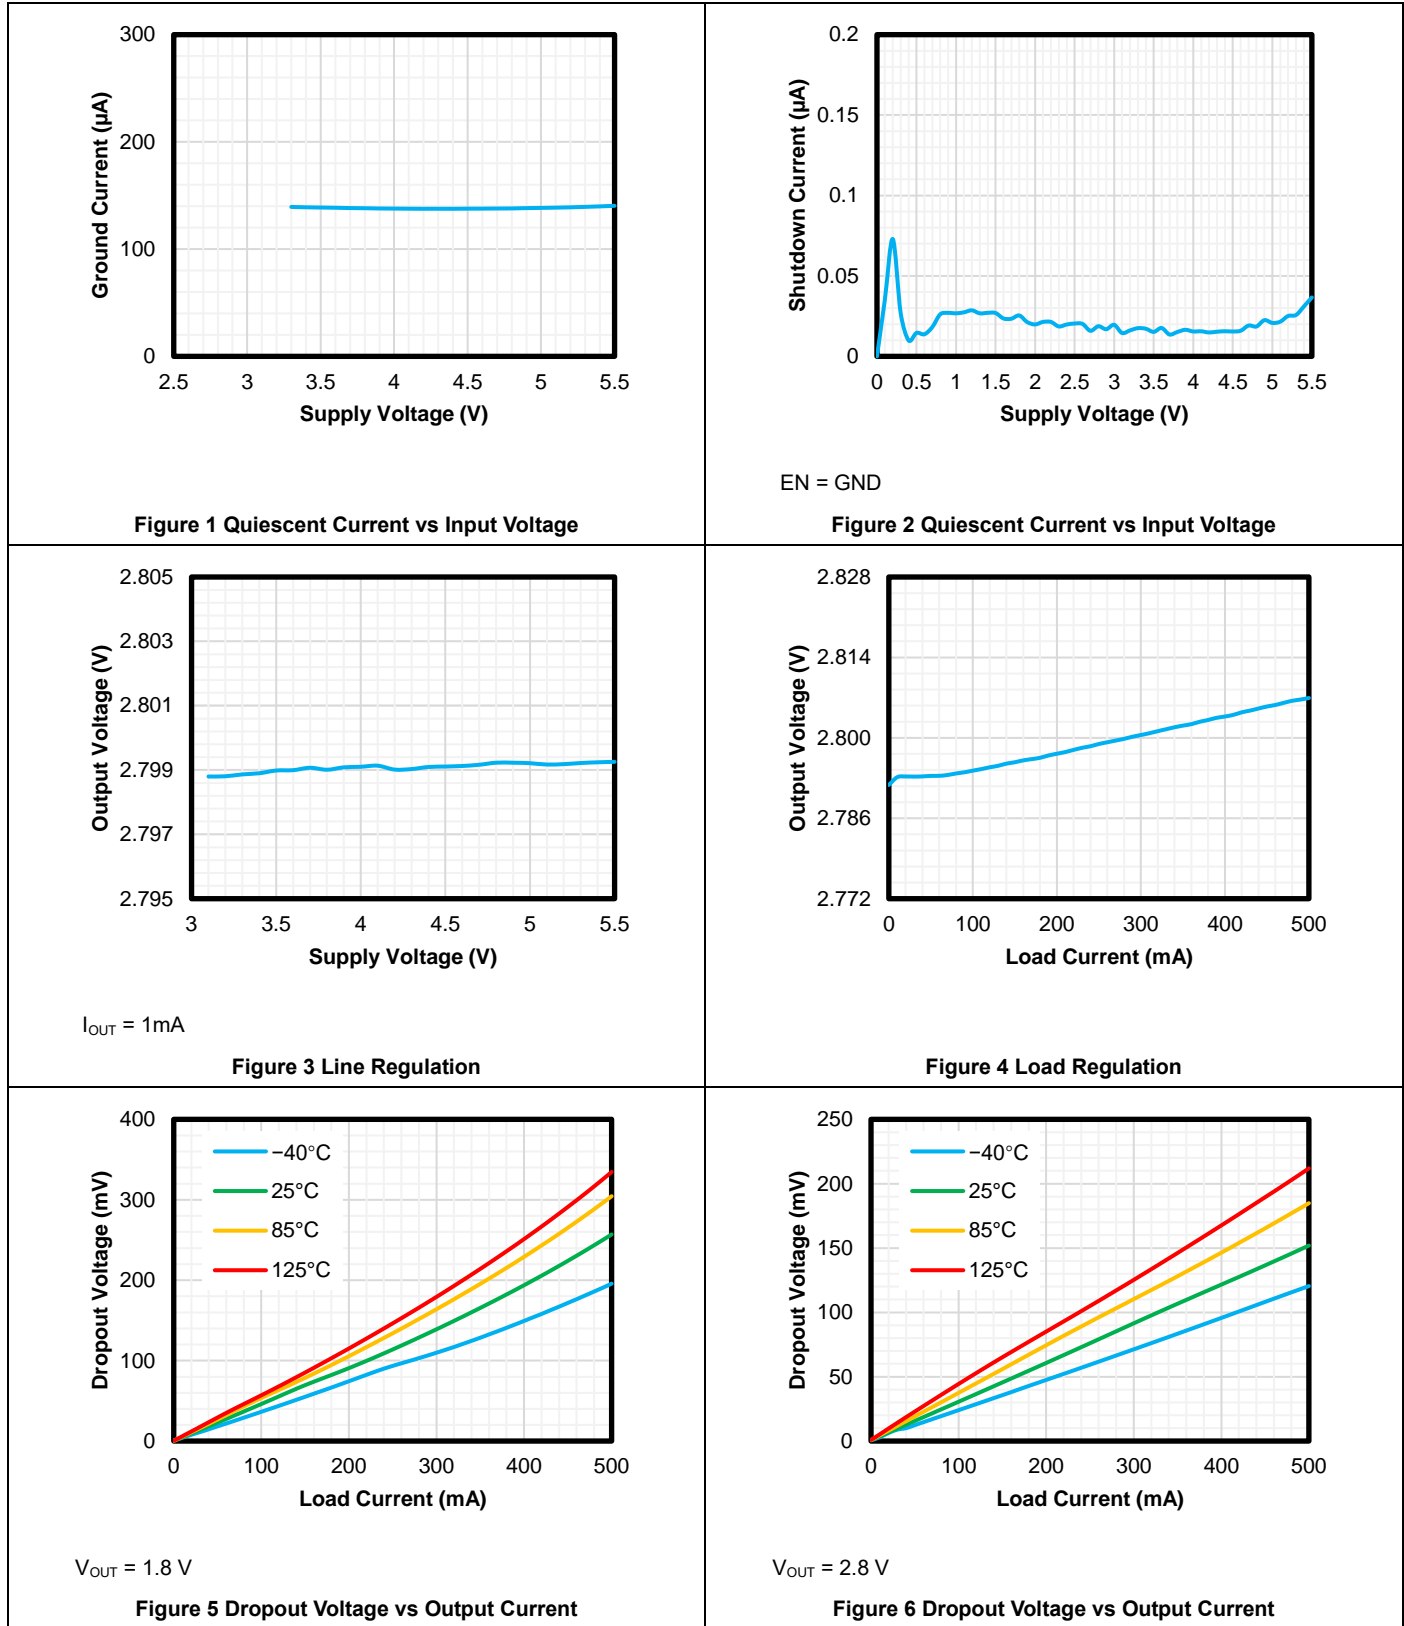 300
200
100
0
2.5 3 3.5 4 4.5 5 5.5
Ground Current (µA)
Supply Voltage (V)
Figure 1 Quiescent Current vs Input Voltage
0.2
0.15
0.1
0.05
0
0 0.5 1 1.5 2 2.5 3 3.5 4 4.5 5 5.5
Shutdown Current (µA)
Supply Voltage (V)
EN = GND
Figure 2 Quiescent Current vs Input Voltage
2.805
2.803
2.801
2.799
2.797
2.795
3 3.5 4 4.5 5 5.5
Output Voltage (V)
Supply Voltage (V)
IOUT = 1mA
Figure 3 Line Regulation
2.828
2.814
2.800
2.786
2.772
0 100 200 300 400 500
Output Voltage (V)
Load Current (mA)
Figure 4 Load Regulation
400
300
200
100
0
0 100 200 300 400 500
−40°C
25°C
85°C
125°C
Dropout Voltage (mV)
Load Current (mA)
VOUT = 1.8 V
Figure 5 Dropout Voltage vs Output Current
250
200
150
100
50
0
0 100 200 300 400 500
−40°C
25°C
85°C
125°C
Dropout Voltage (mV)
Load Current (mA)
VOUT = 2.8 V
Figure 6 Dropout Voltage vs Output Current